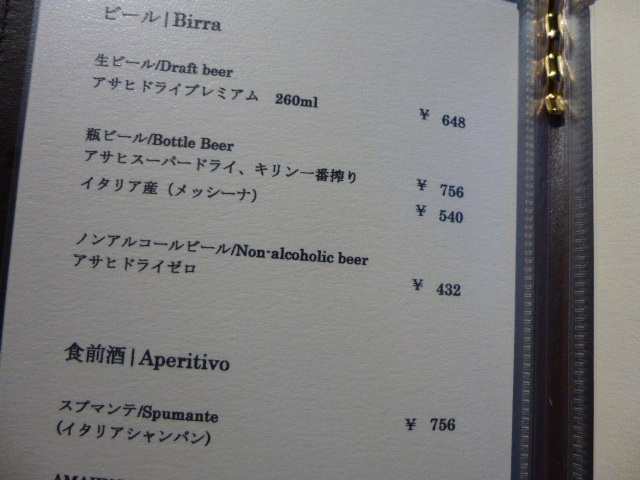 ビール | Birra
生ビール/Draft beer
アサヒドライプレミアム 260ml
¥ 648
瓶ビール/Bottle Beer
アサヒスーパードライ、キリン一番搾り
¥ 756
イタリア産（メッシーナ）
¥ 540
ノンアルコールビール/Non-alcoholic beer
アサヒドライゼロ
¥ 432
食前酒 | Aperitivo
スプマンテ/Spumante
¥ 756
(イタリアシャンパン)